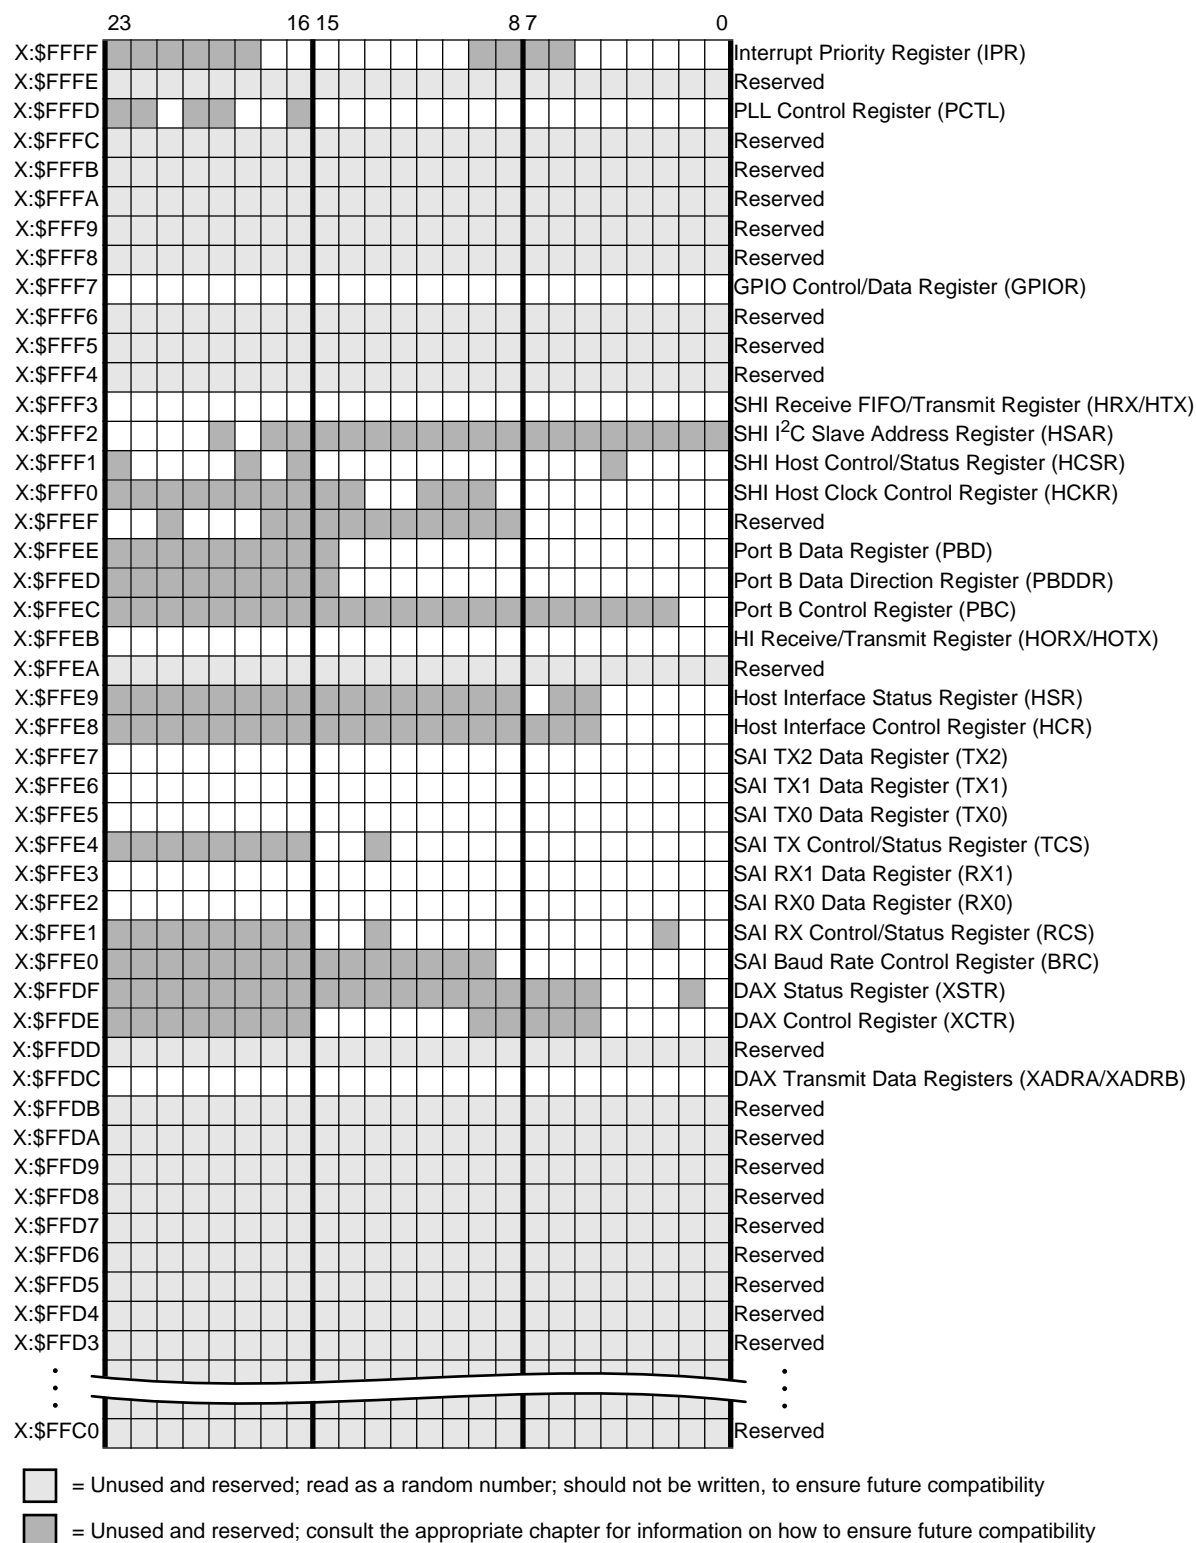 23 16 15 8 7 0
X:$FFFF Interrupt Priority Register (IPR)
X:$FFFE Reserved
X:$FFFD PLL Control Register (PCTL)
X:$FFFC Reserved
X:$FFFB Reserved
X:$FFFA Reserved
X:$FFF9 Reserved
X:$FFF8 Reserved
X:$FFF7 GPIO Control/Data Register (GPIOR)
X:$FFF6 Reserved
X:$FFF5 Reserved
X:$FFF4 Reserved
X:$FFF3 SHI Receive FIFO/Transmit Register (HRX/HTX)
X:$FFF2 SHI I²C Slave Address Register (HSAR)
X:$FFF1 SHI Host Control/Status Register (HCSR)
X:$FFF0 SHI Host Clock Control Register (HCKR)
X:$FFEF Reserved
X:$FFEE Port B Data Register (PBD)
X:$FFED Port B Data Direction Register (PBDDR)
X:$FFEC Port B Control Register (PBC)
X:$FFEB HI Receive/Transmit Register (HORX/HOTX)
X:$FFEA Reserved
X:$FFE9 Host Interface Status Register (HSR)
X:$FFE8 Host Interface Control Register (HCR)
X:$FFE7 SAI TX2 Data Register (TX2)
X:$FFE6 SAI TX1 Data Register (TX1)
X:$FFE5 SAI TX0 Data Register (TX0)
X:$FFE4 SAI TX Control/Status Register (TCS)
X:$FFE3 SAI RX1 Data Register (RX1)
X:$FFE2 SAI RX0 Data Register (RX0)
X:$FFE1 SAI RX Control/Status Register (RCS)
X:$FFE0 SAI Baud Rate Control Register (BRC)
X:$FFDF DAX Status Register (XSTR)
X:$FFDE DAX Control Register (XCTR)
X:$FFDD Reserved
X:$FFDC DAX Transmit Data Registers (XADRA/XADRB)
X:$FFDB Reserved
X:$FFDA Reserved
X:$FFD9 Reserved
X:$FFD8 Reserved
X:$FFD7 Reserved
X:$FFD6 Reserved
X:$FFD5 Reserved
X:$FFD4 Reserved
X:$FFD3 Reserved
X:$FFC0 Reserved
= Unused and reserved; read as a random number; should not be written, to ensure future compatibility
= Unused and reserved; consult the appropriate chapter for information on how to ensure future compatibility